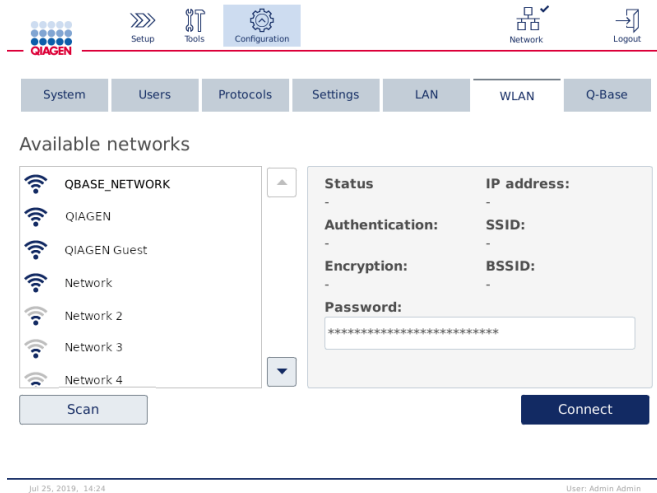 QIAGEN
Setup
Tools
Configuration
Network
Logout
System
Users
Protocols
Settings
LAN
WLAN
Q-Base
Available networks
QBASE_NETWORK
QIAGEN
QIAGEN Guest
Network
Network 2
Network 3
Network 4
Status
-
IP address:
-
Authentication:
-
SSID:
-
Encryption:
-
BSSID:
-
Password:
**************************
Scan
Connect
Jul 25, 2019, 14:24
User: Admin Admin